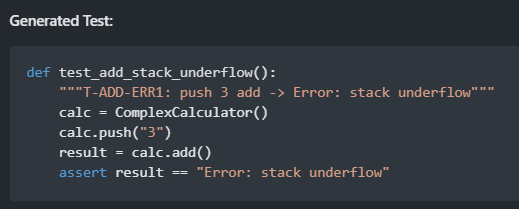 Generated Test:
def test_add_stack_underflow():
"""T-ADD-ERR1: push 3 add -> Error: stack underflow"""
calc = ComplexCalculator()
calc.push("3")
result = calc.add()
assert result == "Error: stack underflow"